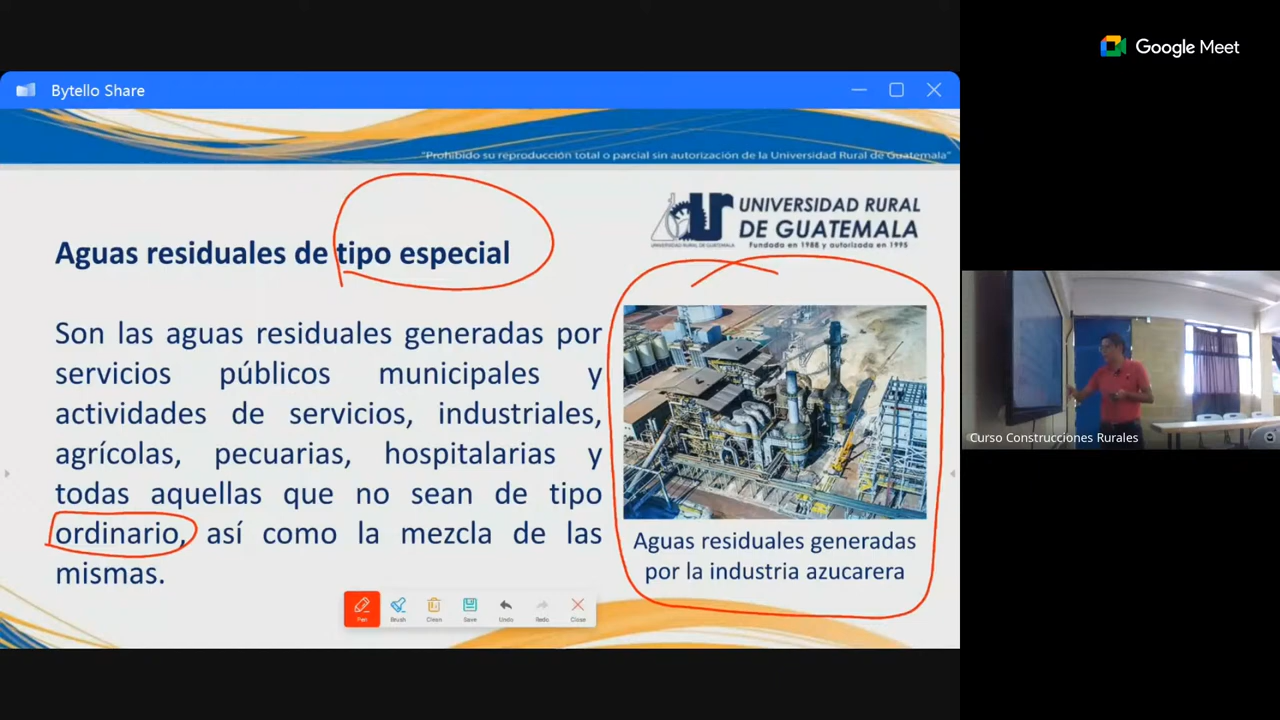 Google Meet
Bytello Share
"Prohibido su reproducción total o parcial sin autorización de la Universidad Rural de Guatemala"
UNIVERSIDAD RURAL
DE GUATEMALA
UNIVERSIDAD RURAL DE GUATEMALA
Fundada en 1988 y autorizada en 1995
Aguas residuales de tipo especial
Son las aguas residuales generadas por
servicios públicos municipales y
actividades de servicios, industriales,
agrícolas, pecuarias, hospitalarias y
todas aquellas que no sean de tipo
ordinario, así como la mezcla de las
mismas.
Aguas residuales generadas
por la industria azucarera
Pen Brush Clean Save Undo Redo Close
Curso Construcciones Rurales